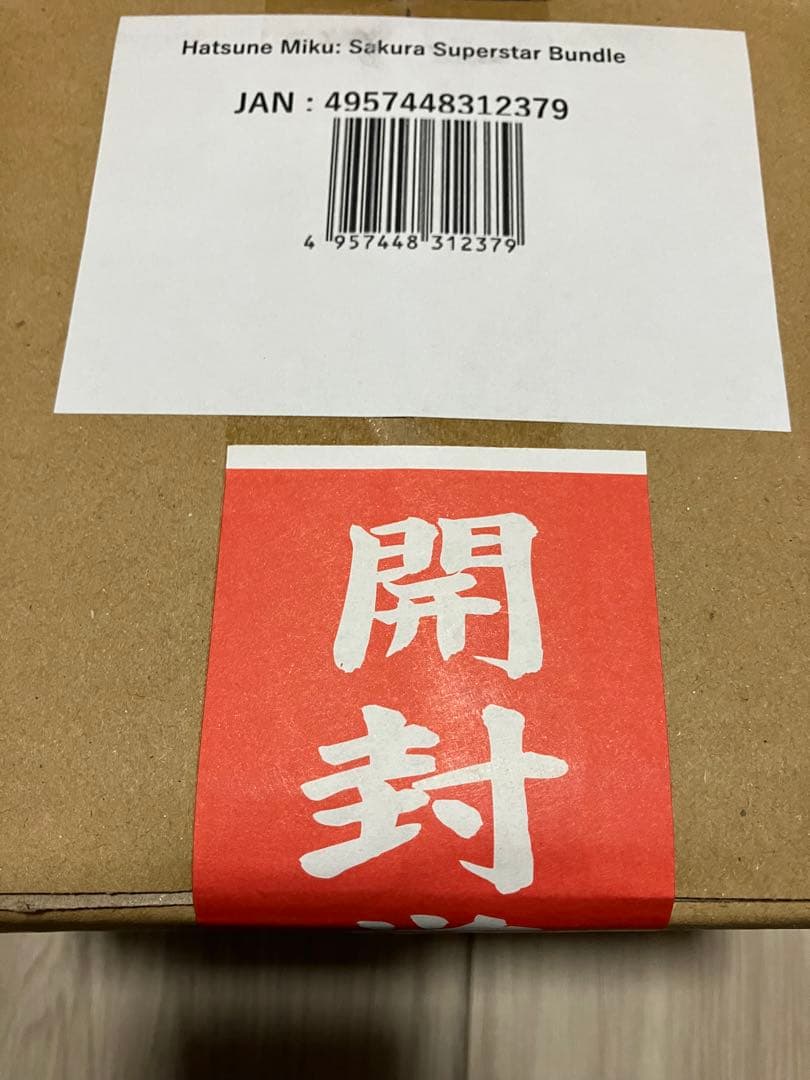 Hatsune Miku: Sakura Superstar Bundle
JAN : 4957448312379
4 957448 312379
開封